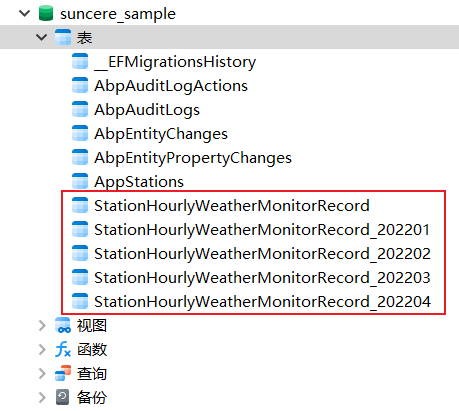 suncere_sample
表
__EFMigrationsHistory
AbpAuditLogActions
AbpAuditLogs
AbpEntityChanges
AbpEntityPropertyChanges
AppStations
StationHourlyWeatherMonitorRecord
StationHourlyWeatherMonitorRecord_202201
StationHourlyWeatherMonitorRecord_202202
StationHourlyWeatherMonitorRecord_202203
StationHourlyWeatherMonitorRecord_202204
视图
函数
查询
备份